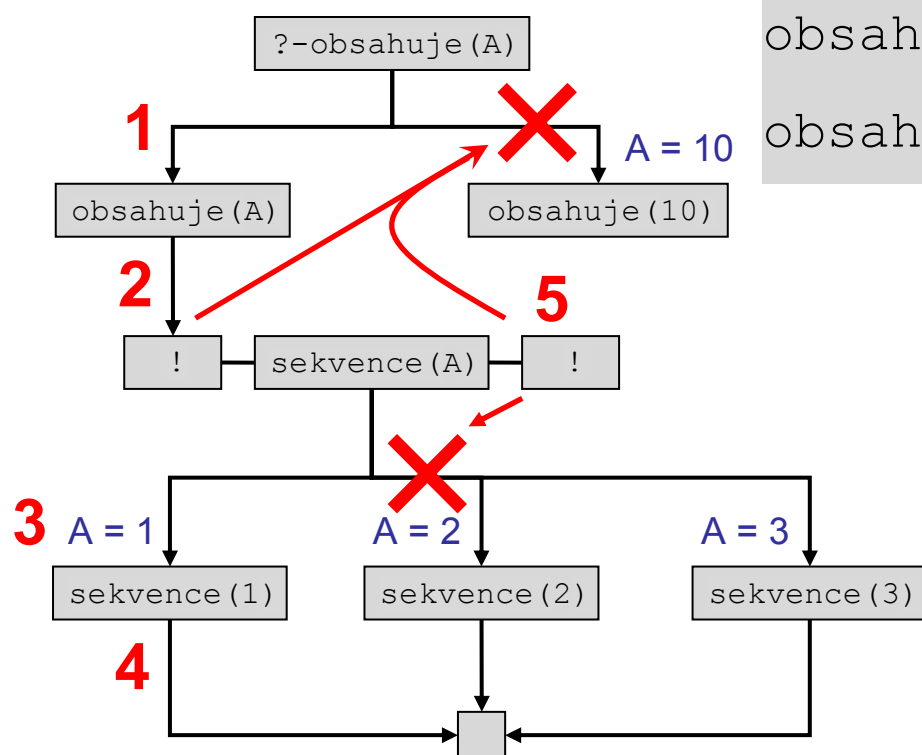 ?-obsahuje(A)
obsah
obsah
1
A = 10
obsahuje(A)
obsahuje(10)
2
5
!
sekvence(A)
!
3
A = 1
A = 2
A = 3
sekvence(1)
sekvence(2)
sekvence(3)
4